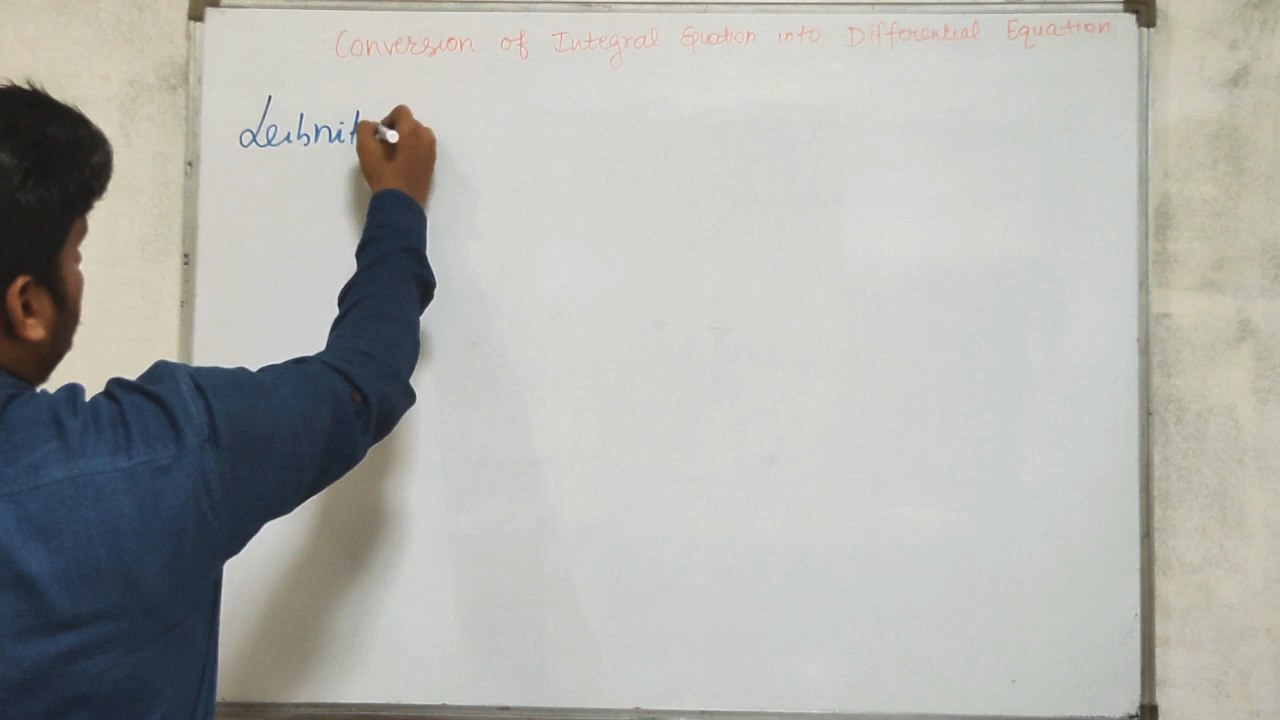 Conversion of Integral Equation into Differential Equation
Leibnit